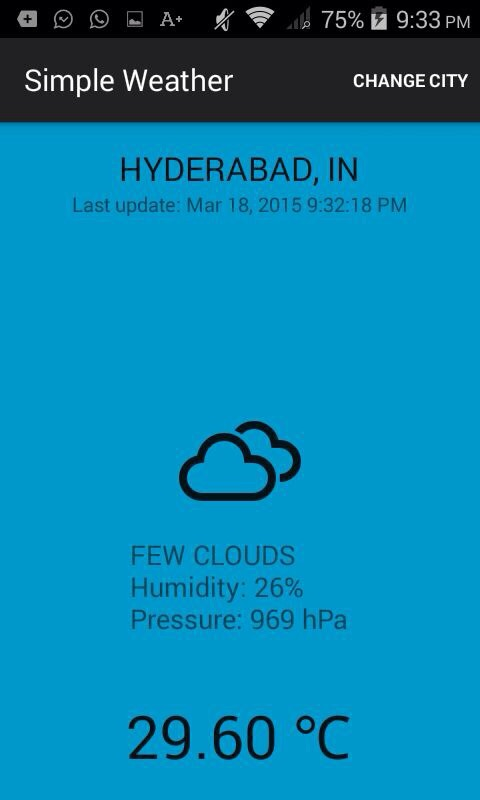 A+ 75% 9:33 PM
Simple Weather CHANGE CITY
HYDERABAD, IN
Last update: Mar 18, 2015 9:32:18 PM
FEW CLOUDS
Humidity: 26%
Pressure: 969 hPa
29.60 °C